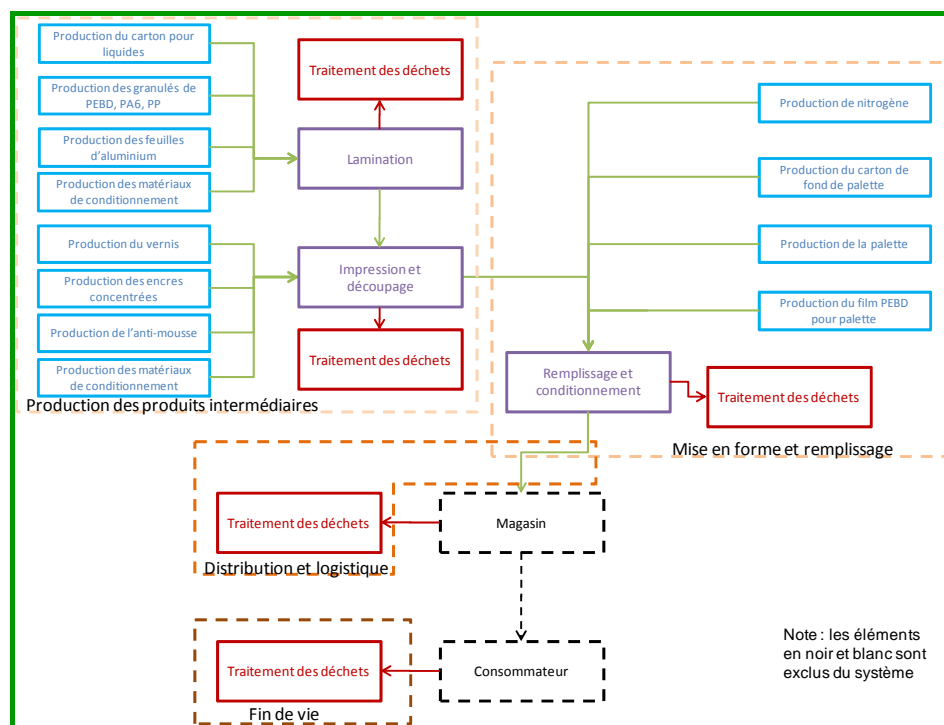 Production du carton pour
liquides
Production des granulés de
PEBD, PA6, PP
Production des feuilles
d'aluminium
Production des matériaux
de conditionnement
Production du vernis
Production des encres
concentrées
Production de l'anti-mousse
Production des matériaux
de conditionnement
Production des produits intermédiaires
Traitement des déchets
Lamination
Impression et
découpage
Traitement des déchets
Production de nitrogène
Production du carton de
fond de palette
Production de la palette
Production du film PEBD
pour palette
Remplissage et
conditionnement
Traitement des déchets
Mise en forme et remplissage
Traitement des déchets
Magasin
Distribution et logistique
Traitement des déchets
Consommateur
Fin de vie
Note : les éléments
en noir et blanc sont
exclus du système